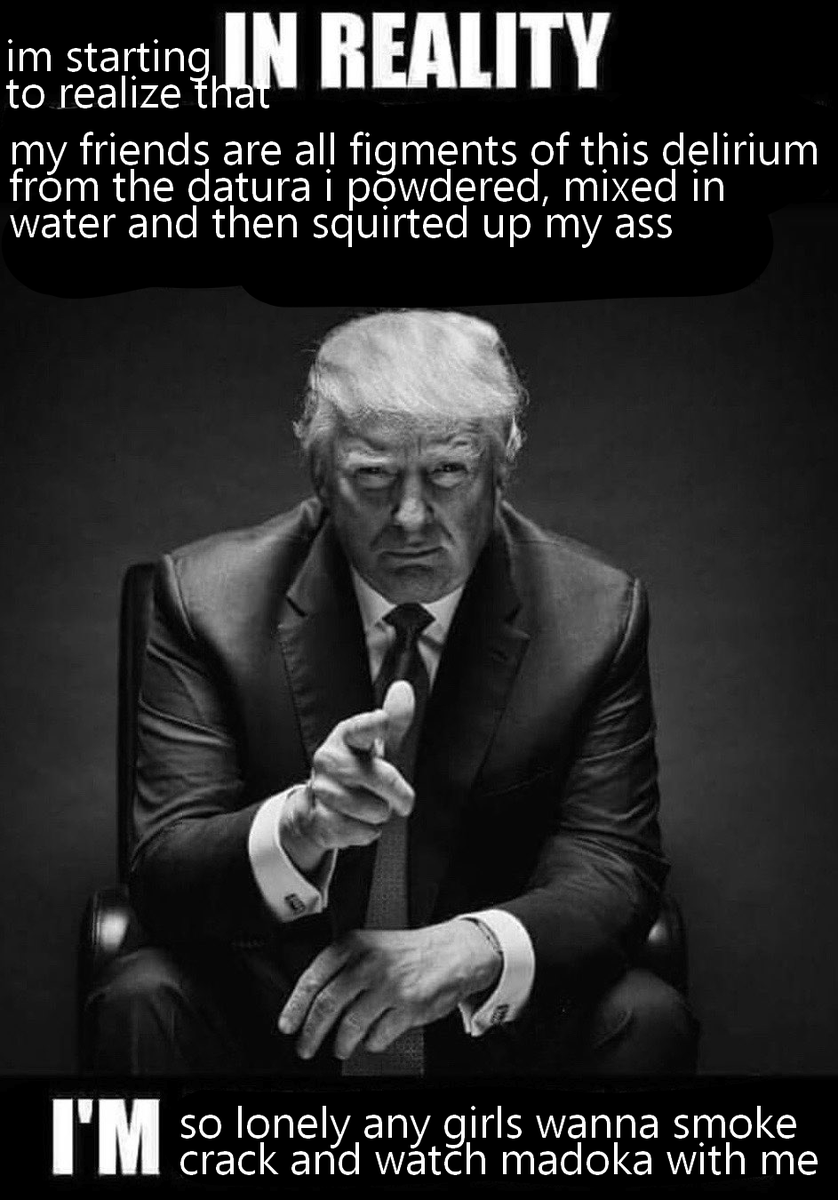 im starting IN REALITY
to realize that
my friends are all figments of this delirium
from the datura i powdered, mixed in
water and then squirted up my ass
I'M so lonely any girls wanna smoke
crack and watch madoka with me